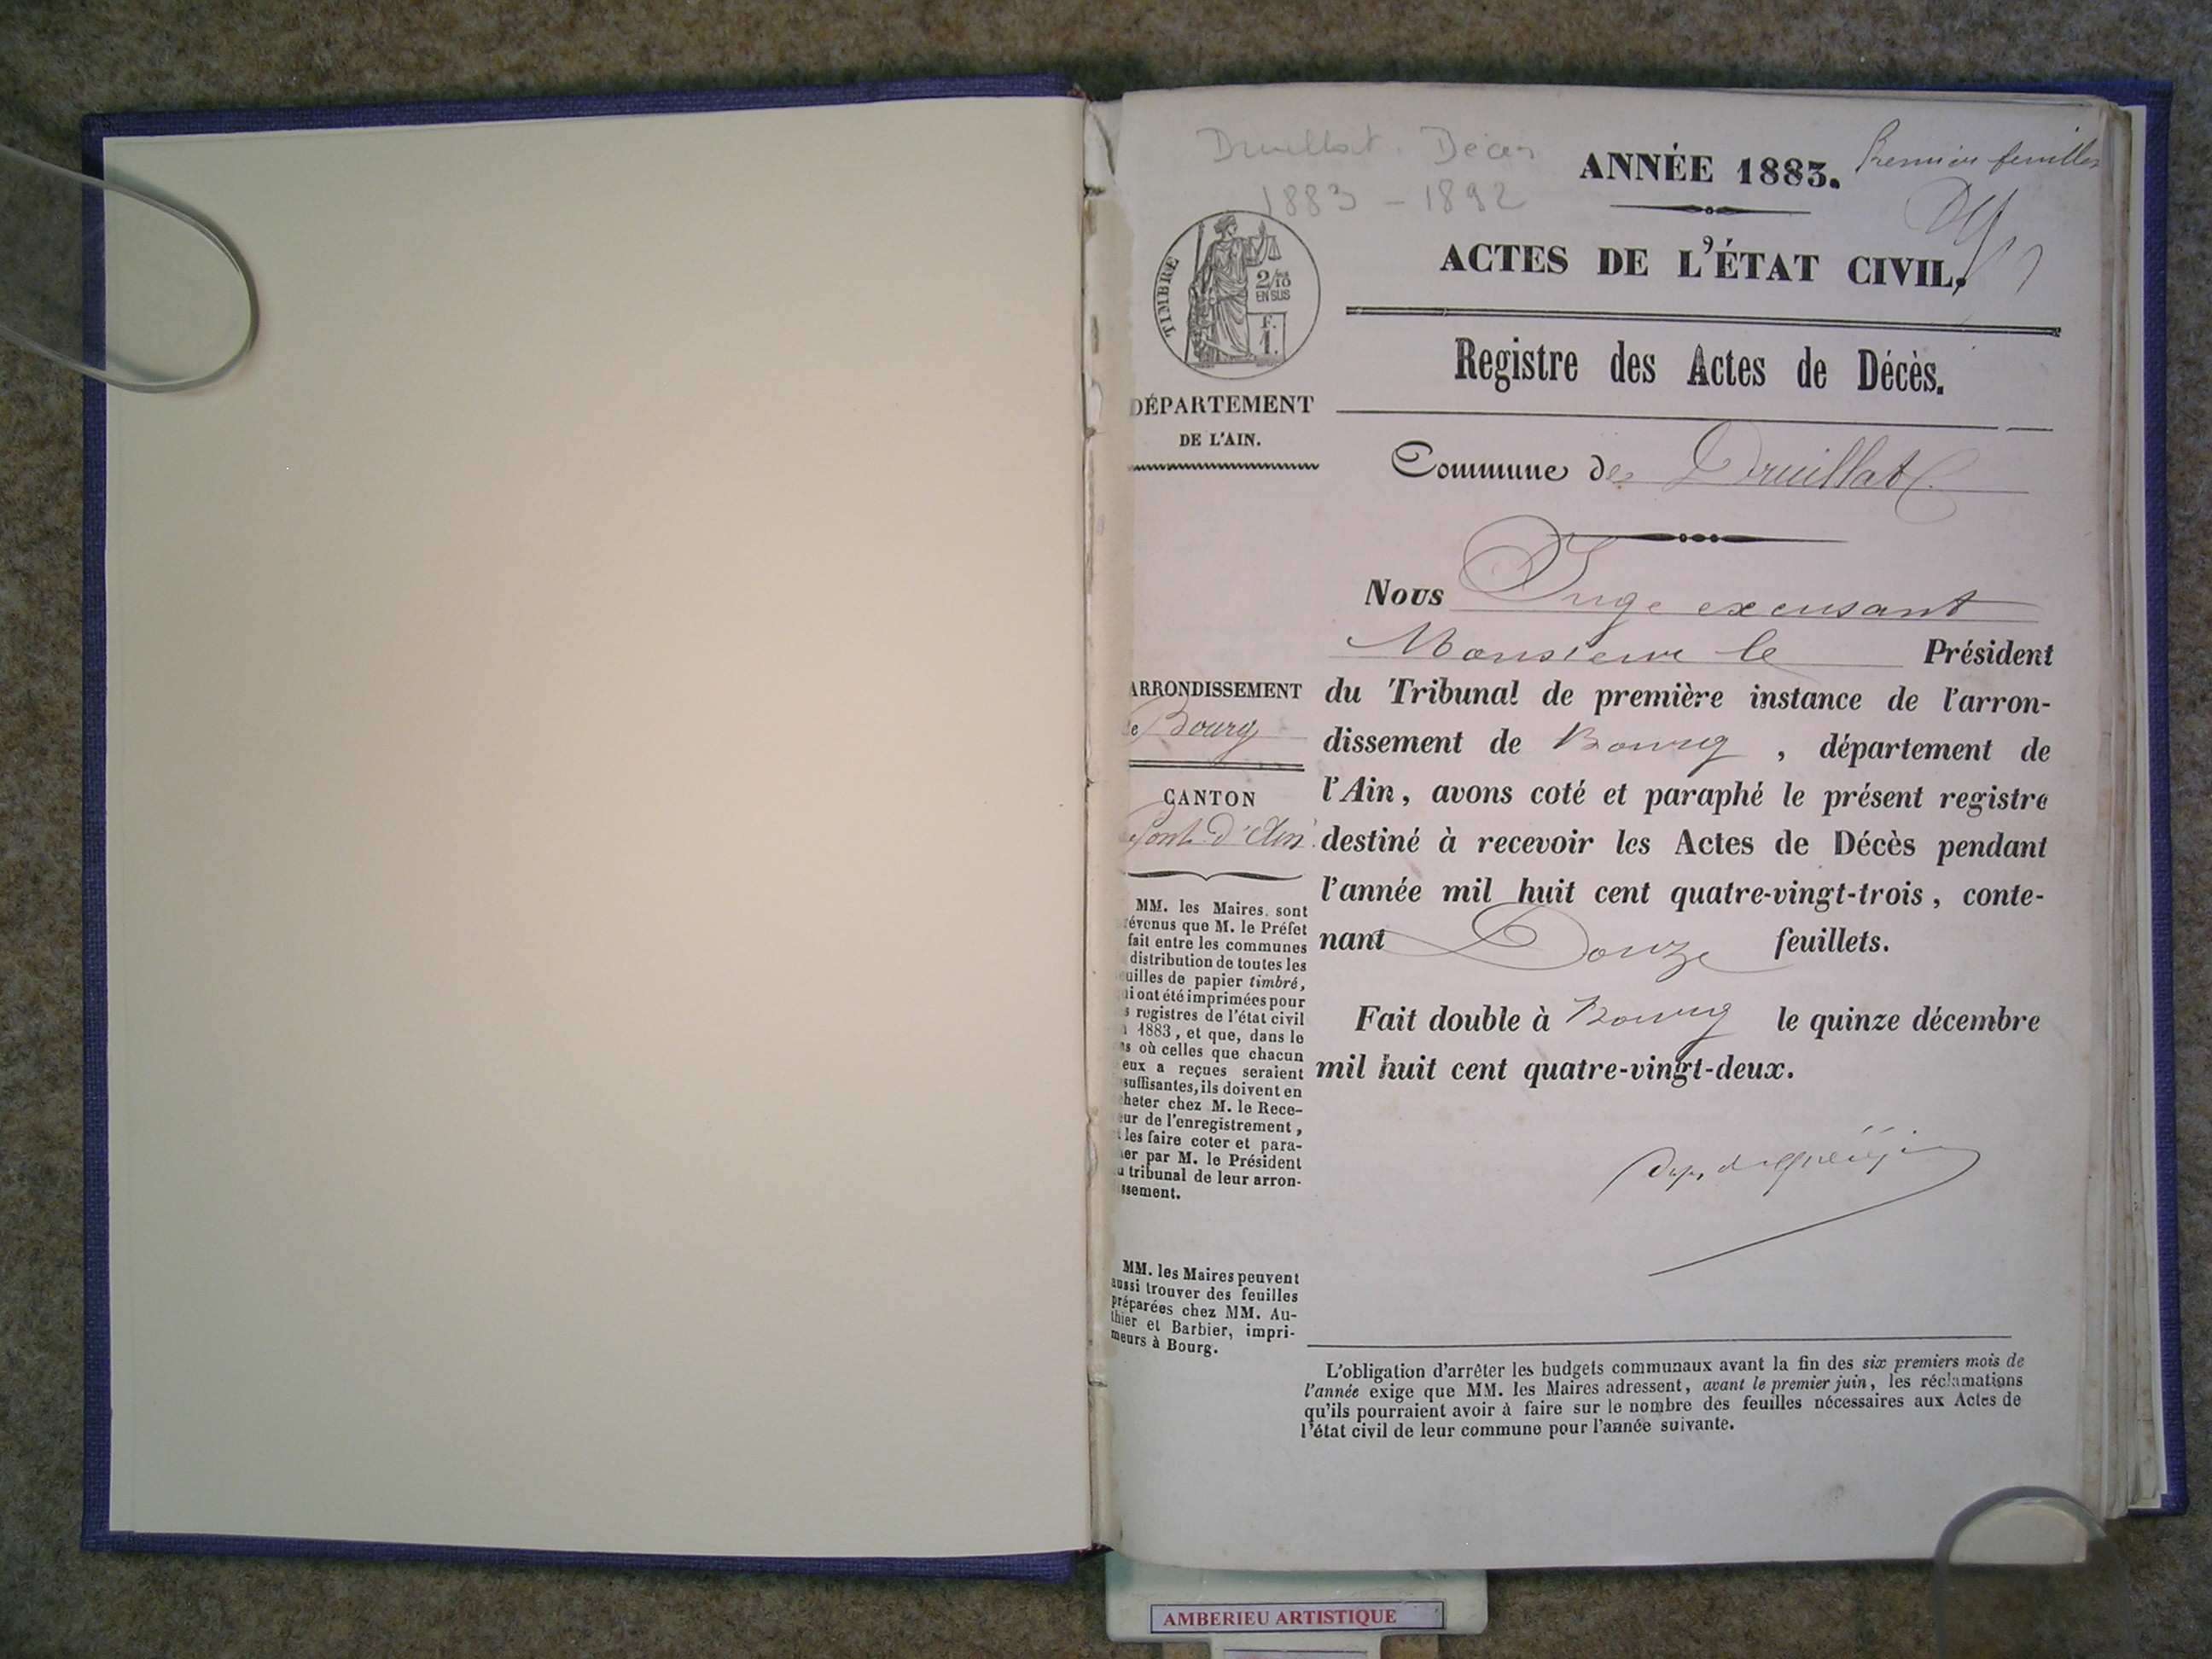 Druillat. Décès
1883 - 1892
Premier feuillet
ANNÉE 1883.
ACTES DE L'ÉTAT CIVIL.
TIMBRE
2/10
EN SUS
F.
1.
Registre des Actes de Décès.
DÉPARTEMENT
DE L'AIN.
Commune de Druillat
Nous Juge excusant
Monsieur le Président
du Tribunal de première instance de l'arron-
dissement de Bourg, département de
l'Ain, avons coté et paraphé le présent registre
destiné à recevoir les Actes de Décès pendant
l'année mil huit cent quatre-vingt-trois, conte-
nant Douze feuillets.
Fait double à Bourg le quinze décembre
mil huit cent quatre-vingt-deux.
ARRONDISSEMENT
de Bourg
CANTON
Pont d'Ain
MM. les Maires sont
évenus que M. le Préfet
fait entre les communes
distribution de toutes les
uilles de papier timbré,
i ont été imprimées pour
s registres de l'état civil
1883, et que, dans le
s où celles que chacun
eux a reçues seraient
suffisantes, ils doivent en
heter chez M. le Rece-
ur de l'enregistrement,
les faire coter et para-
er par M. le Président
u tribunal de leur arron-
ssement.
MM. les Maires peuvent
aussi trouver des feuilles
préparées chez MM. Au-
thier et Barbier, impri-
meurs à Bourg.
L'obligation d'arrêter les budgets communaux avant la fin des six premiers mois de
l'année exige que MM. les Maires adressent, avant le premier juin, les réclamations
qu'ils pourraient avoir à faire sur le nombre des feuilles nécessaires aux Actes de
l'état civil de leur commune pour l'année suivante.
AMBERIEU ARTISTIQUE